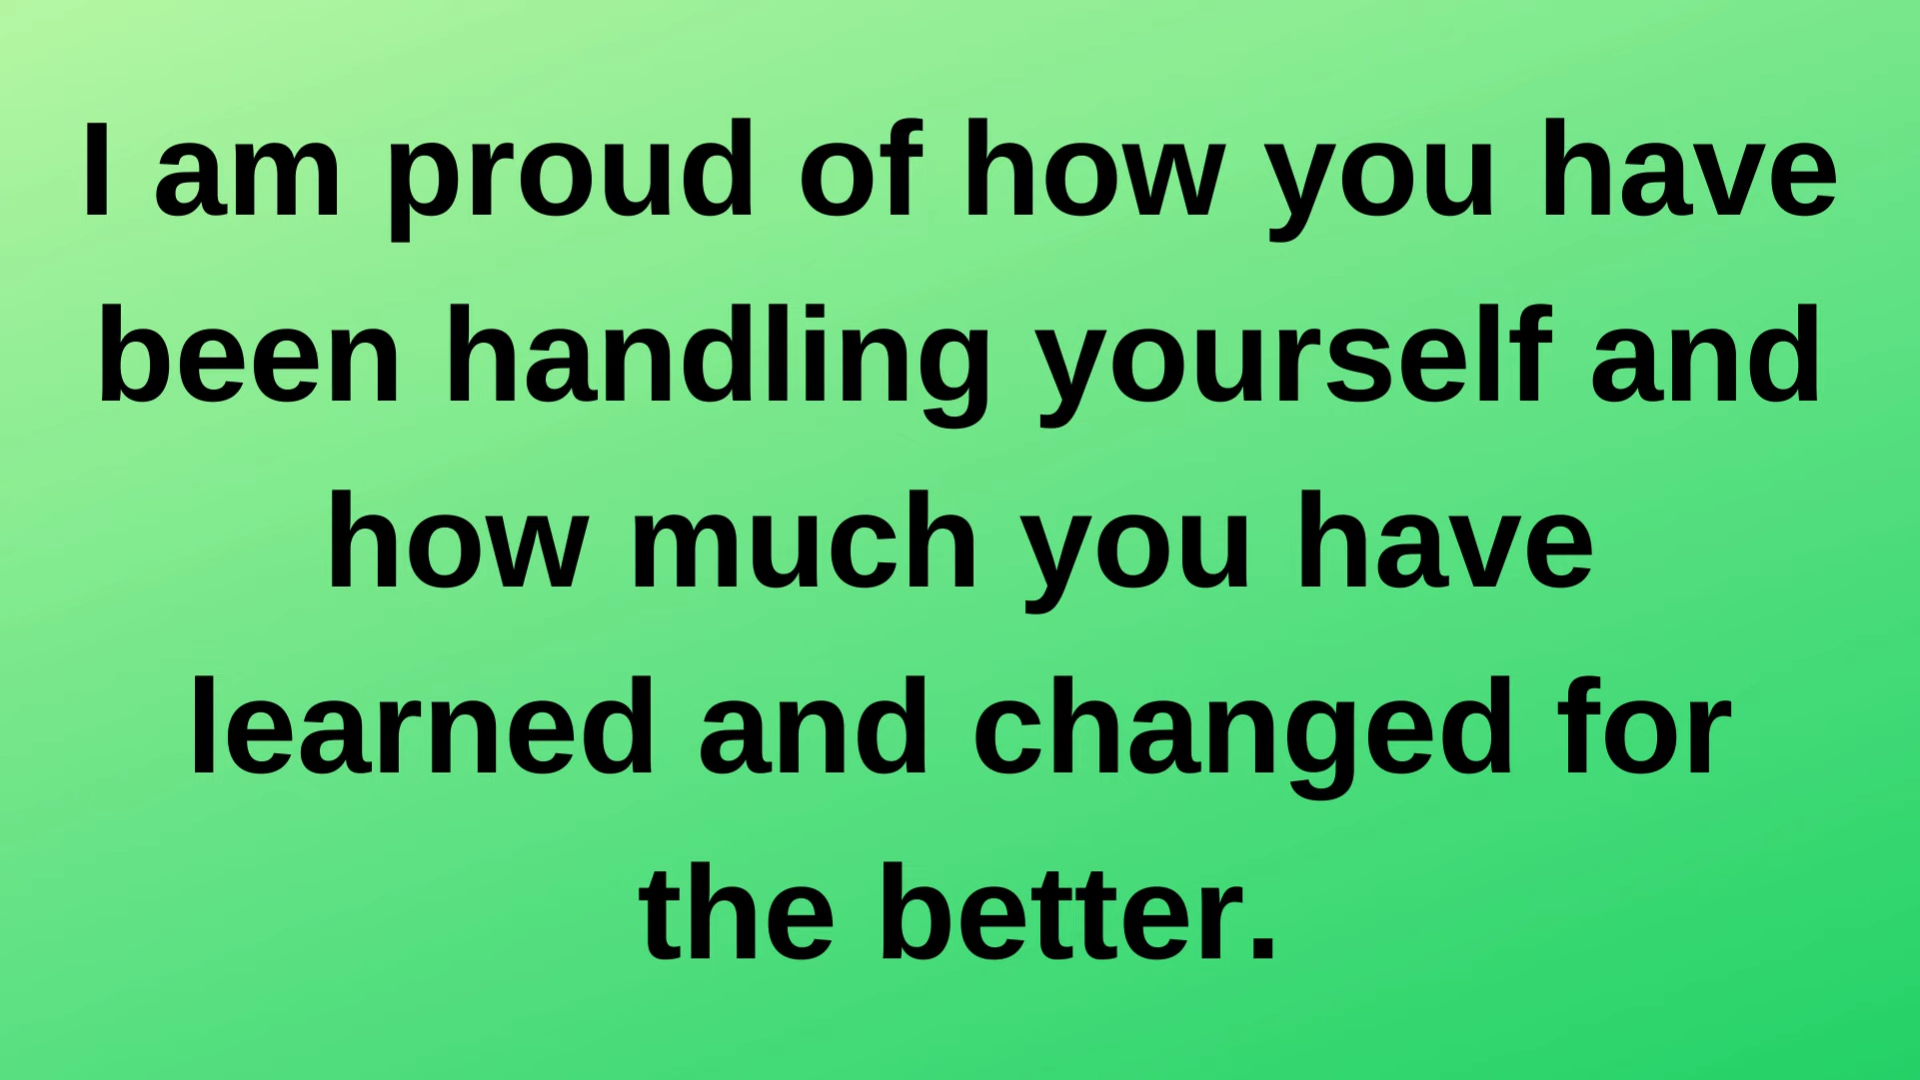 I am proud of how you have
been handling yourself and
how much you have
learned and changed for
the better.